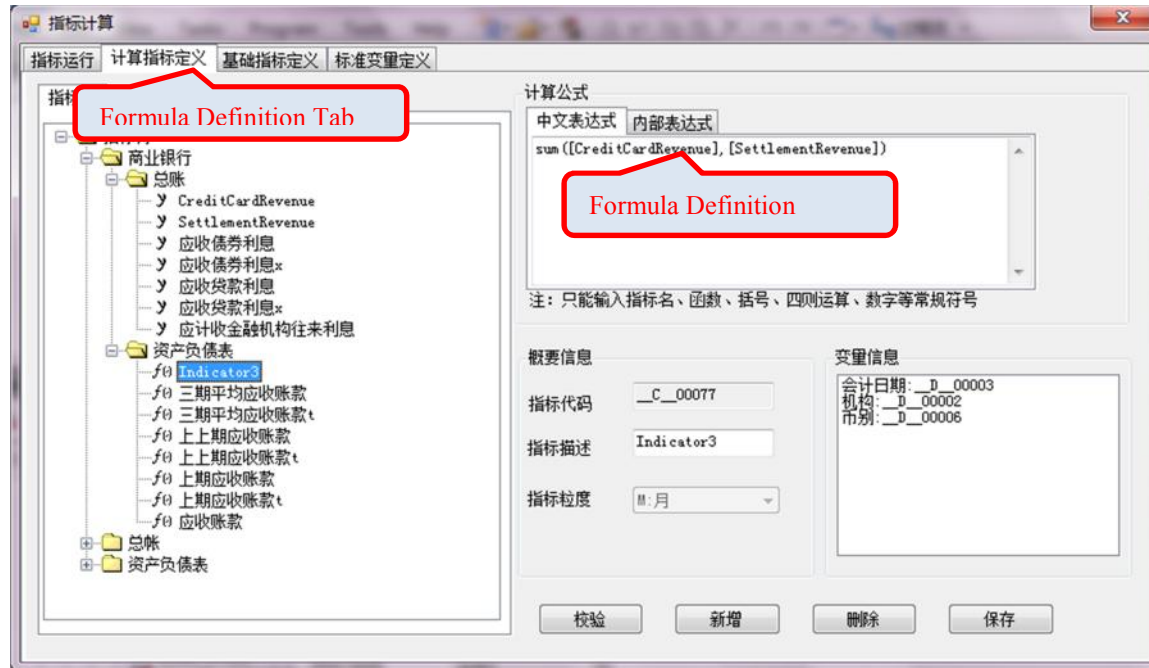 指标计算
指标运行 计算指标定义 基础指标定义 标准变量定义
Formula Definition Tab
商业银行
总账
CreditCardRevenue
SettlementRevenue
应收债券利息
应收债券利息x
应收贷款利息
应收贷款利息x
应计收金融机构往来利息
资产负债表
Indicator3
三期平均应收账款
三期平均应收账款t
上上期应收账款
上上期应收账款t
上期应收账款
上期应收账款t
应收账款
总帐
资产负债表
计算公式
中文表达式 内部表达式
sum([CreditCardRevenue],[SettlementRevenue])
Formula Definition
注：只能输入指标名、函数、括号、四则运算、数字等常规符号
概要信息
指标代码 __C__00077
指标描述 Indicator3
指标粒度 M:月
变量信息
会计日期:__D__00003
机构:__D__00002
币别:__D__00006
校验 新增 删除 保存